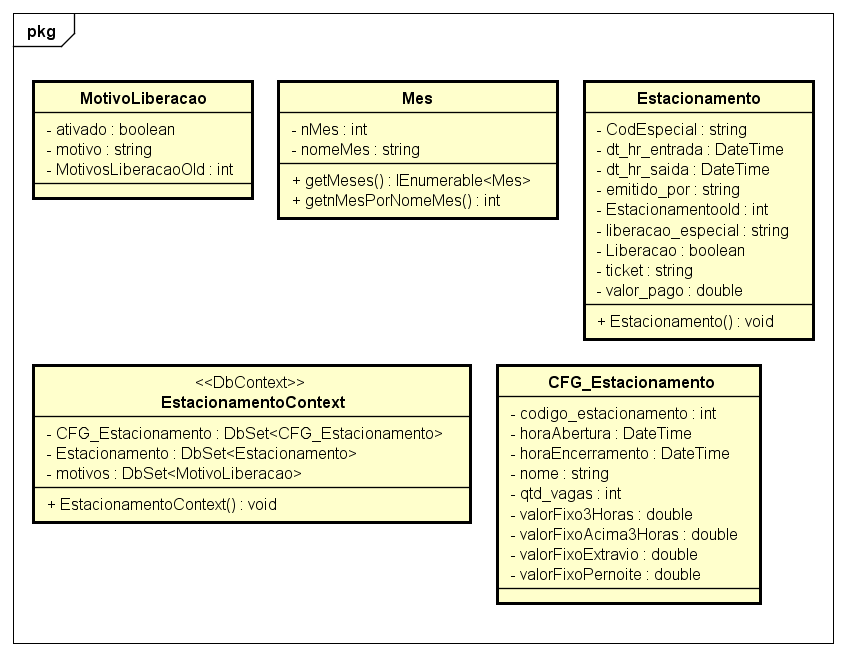 pkg
MotivoLiberacao
- ativado : boolean
- motivo : string
- MotivosLiberacaoOld : int
Mes
- nMes : int
- nomeMes : string
+ getMeses() : IEnumerable<Mes>
+ getnMesPorNomeMes() : int
Estacionamento
- CodEspecial : string
- dt_hr_entrada : DateTime
- dt_hr_saida : DateTime
- emitido_por : string
- EstacionamentooId : int
- liberacao_especial : string
- Liberacao : boolean
- ticket : string
- valor_pago : double
+ Estacionamento() : void
<<DbContext>>
EstacionamentoContext
- CFG_Estacionamento : DbSet<CFG_Estacionamento>
- Estacionamento : DbSet<Estacionamento>
- motivos : DbSet<MotivoLiberacao>
+ EstacionamentoContext() : void
CFG_Estacionamento
- codigo_estacionamento : int
- horaAbertura : DateTime
- horaEncerramento : DateTime
- nome : string
- qtd_vagas : int
- valorFixo3Horas : double
- valorFixoAcima3Horas : double
- valorFixoExtravio : double
- valorFixoPernoite : double